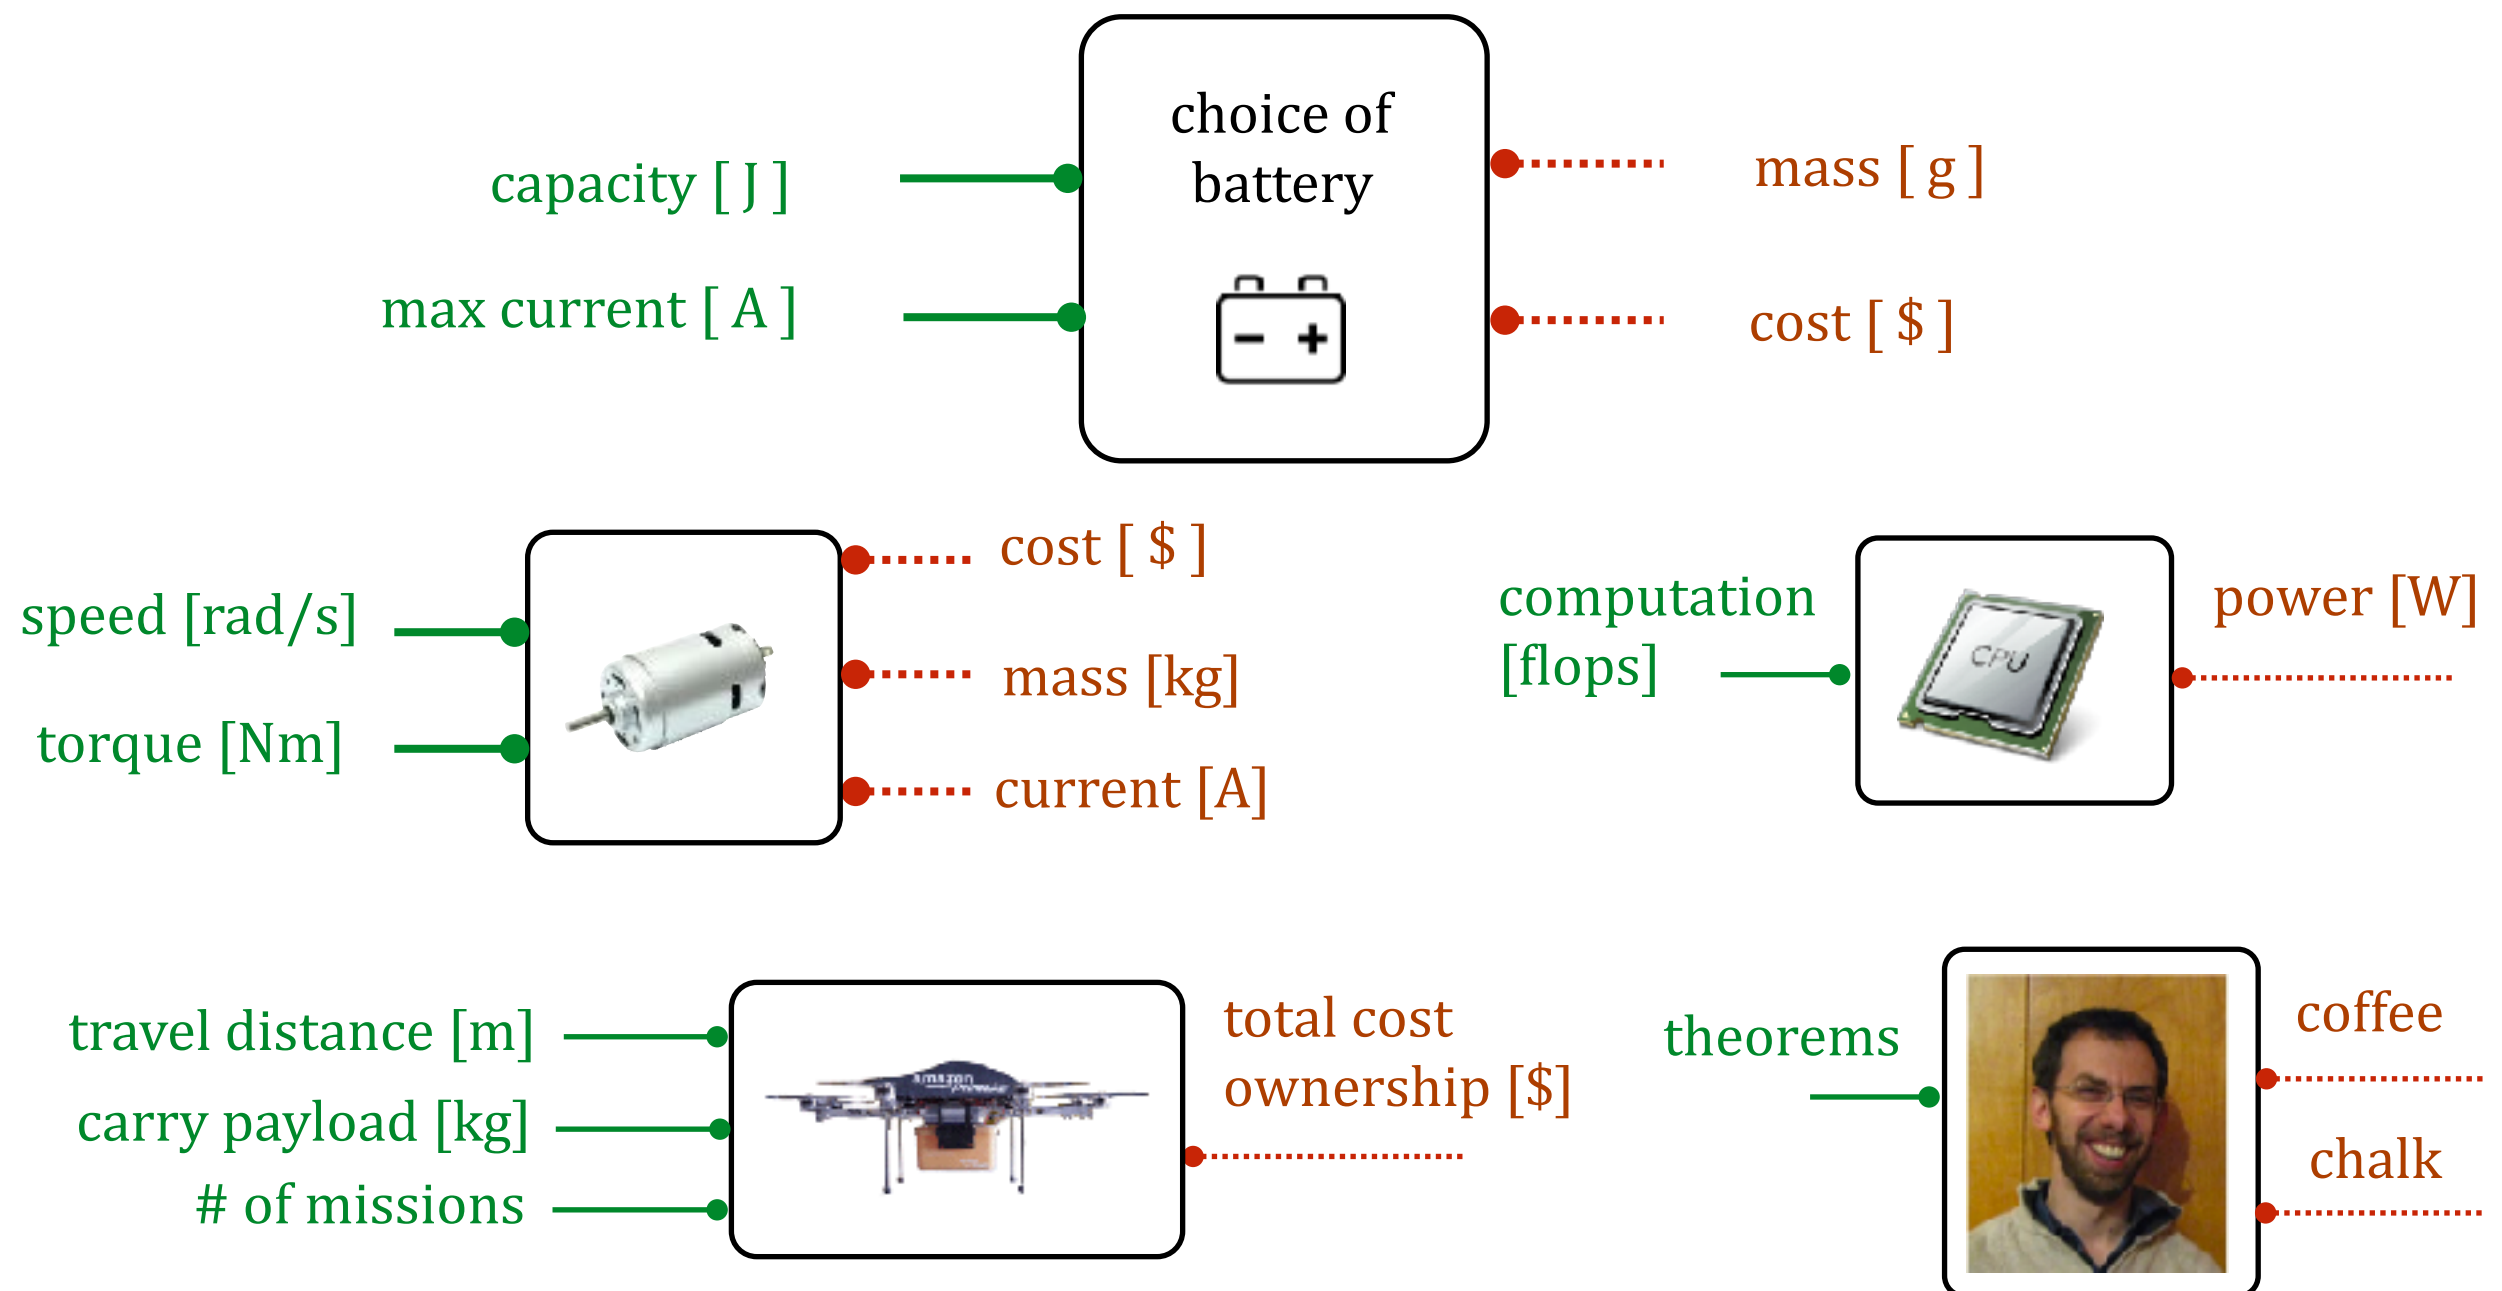 choice of
battery
capacity [ J ]
max current [ A ]
mass [ g ]
cost [ $ ]
speed [rad/s]
torque [Nm]
cost [ $ ]
mass [kg]
current [A]
computation
[flops]
CPU
power [W]
travel distance [m]
carry payload [kg]
# of missions
amazon
total cost
ownership [$]
theorems
coffee
chalk